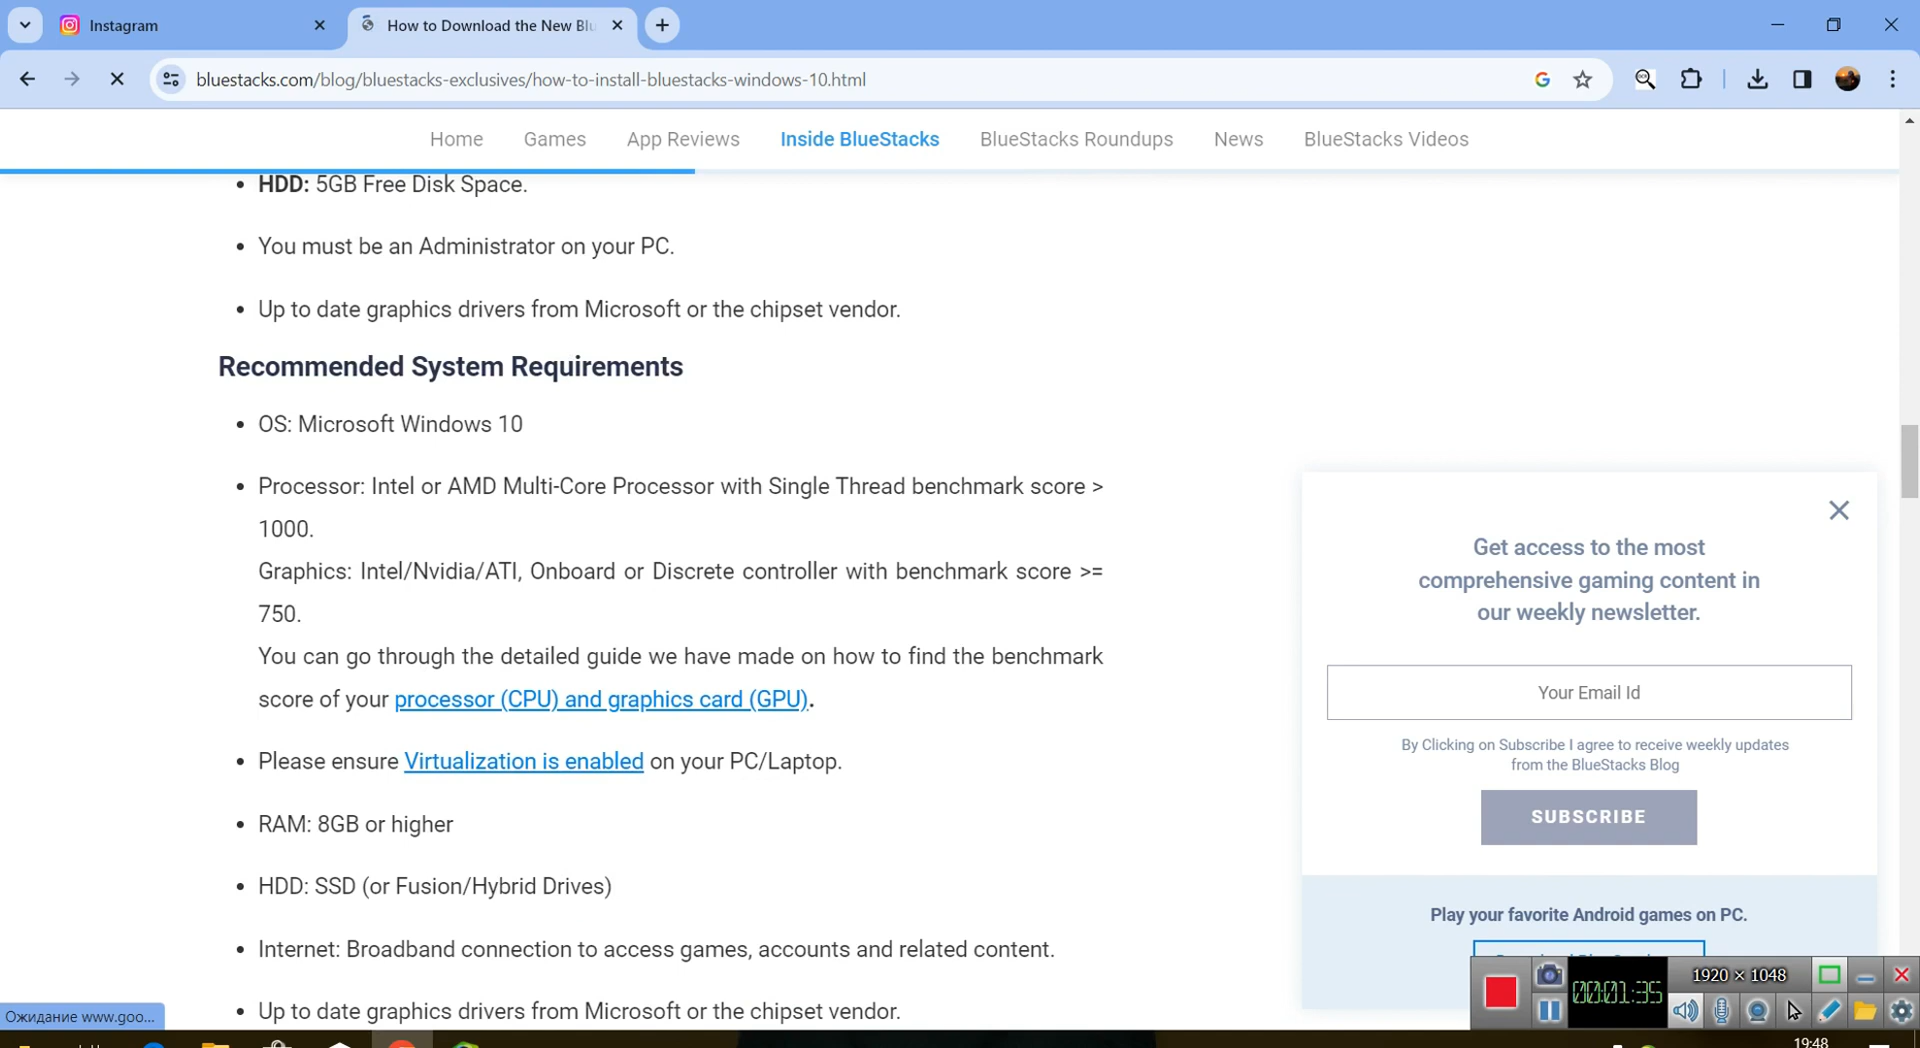 Instagram
How to Download the New Blu
bluestacks.com/blog/bluestacks-exclusives/how-to-install-bluestacks-windows-10.html
Home Games App Reviews Inside BlueStacks BlueStacks Roundups News BlueStacks Videos
• HDD: 5GB Free Disk Space.
• You must be an Administrator on your PC.
• Up to date graphics drivers from Microsoft or the chipset vendor.
Recommended System Requirements
• OS: Microsoft Windows 10
• Processor: Intel or AMD Multi-Core Processor with Single Thread benchmark score >
1000.
Graphics: Intel/Nvidia/ATI, Onboard or Discrete controller with benchmark score >=
750.
You can go through the detailed guide we have made on how to find the benchmark
score of your processor (CPU) and graphics card (GPU).
• Please ensure Virtualization is enabled on your PC/Laptop.
• RAM: 8GB or higher
• HDD: SSD (or Fusion/Hybrid Drives)
• Internet: Broadband connection to access games, accounts and related content.
• Up to date graphics drivers from Microsoft or the chipset vendor.
Get access to the most
comprehensive gaming content in
our weekly newsletter.
Your Email Id
By Clicking on Subscribe I agree to receive weekly updates
from the BlueStacks Blog
SUBSCRIBE
Play your favorite Android games on PC.
1920 × 1048
00:01:35
Ожидание www.goo...
19:48